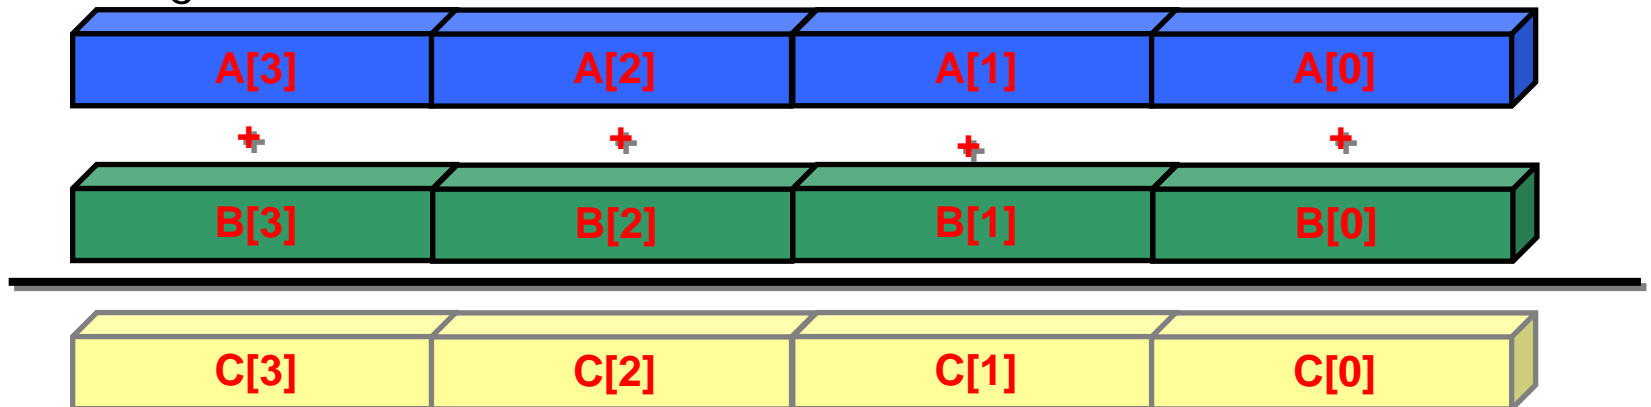 A[3] A[2] A[1] A[0]
+ + + +
B[3] B[2] B[1] B[0]
C[3] C[2] C[1] C[0]